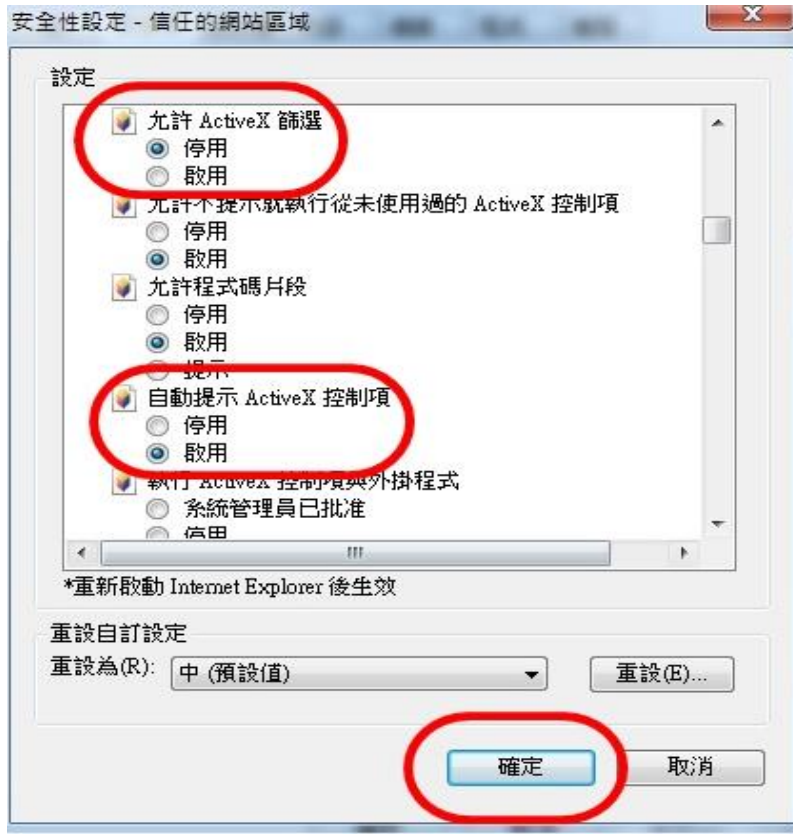 安全性設定 - 信任的網站區域
設定
允許 ActiveX 篩選
停用
啟用
允許不提示就執行從未使用過的 ActiveX 控制項
停用
啟用
允許程式碼片段
停用
啟用
提示
自動提示 ActiveX 控制項
停用
啟用
執行 ActiveX 控制項與外掛程式
系統管理員已批准
停用
*重新啟動 Internet Explorer 後生效
重設自訂設定
重設為(R): 中 (預設值) 重設(E)...
確定 取消